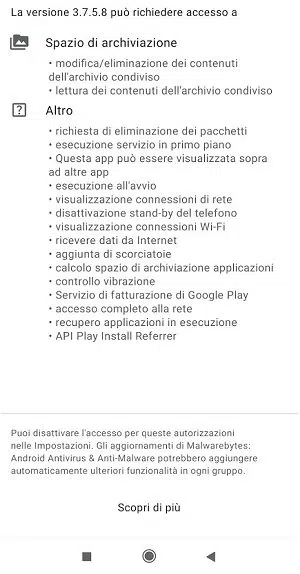 La versione 3.7.5.8 può richiedere accesso a
Spazio di archiviazione
• modifica/eliminazione dei contenuti
dell'archivio condiviso
• lettura dei contenuti dell'archivio condiviso
Altro
• richiesta di eliminazione dei pacchetti
• esecuzione servizio in primo piano
• Questa app può essere visualizzata sopra
ad altre app
• esecuzione all'avvio
• visualizzazione connessioni di rete
• disattivazione stand-by del telefono
• visualizzazione connessioni Wi-Fi
• ricevere dati da Internet
• aggiunta di scorciatoie
• calcolo spazio di archiviazione applicazioni
• controllo vibrazione
• Servizio di fatturazione di Google Play
• accesso completo alla rete
• recupero applicazioni in esecuzione
• API Play Install Referrer
Puoi disattivare l'accesso per queste autorizzazioni
nelle Impostazioni. Gli aggiornamenti di Malwarebytes:
Android Antivirus & Anti-Malware potrebbero aggiungere
automaticamente ulteriori funzionalità in ogni gruppo.
Scopri di più